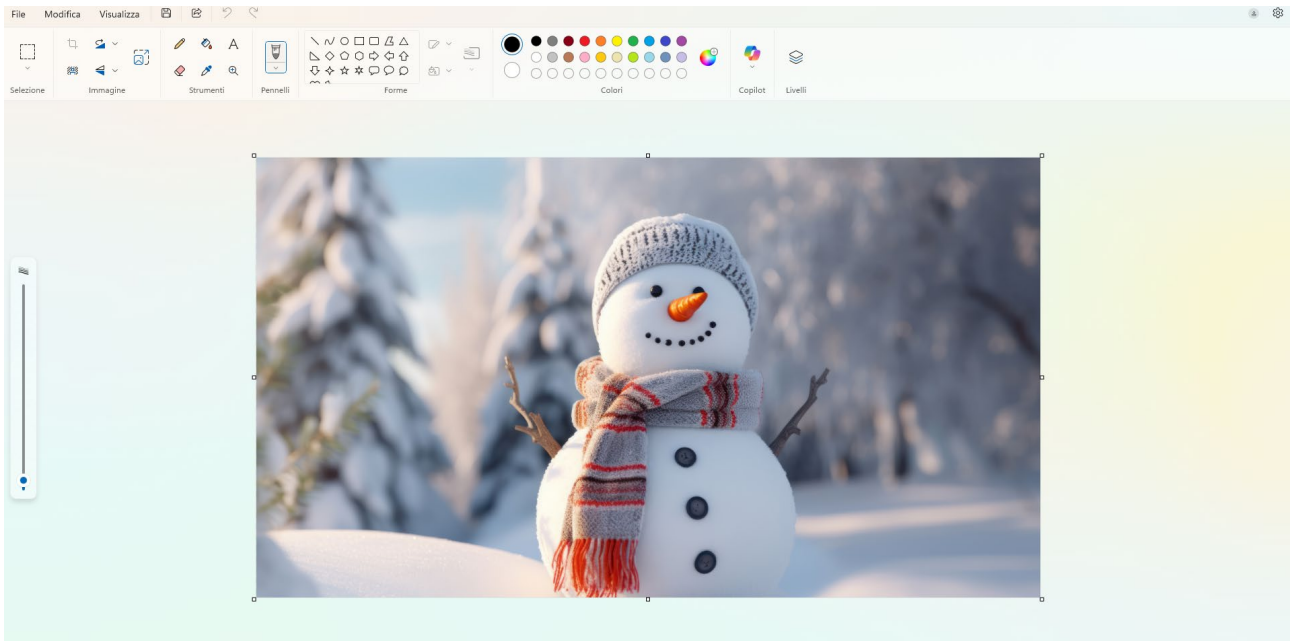 File Modifica Visualizza
A
Selezione Immagine Strumenti Pennelli Forme Colori Copilot Livelli